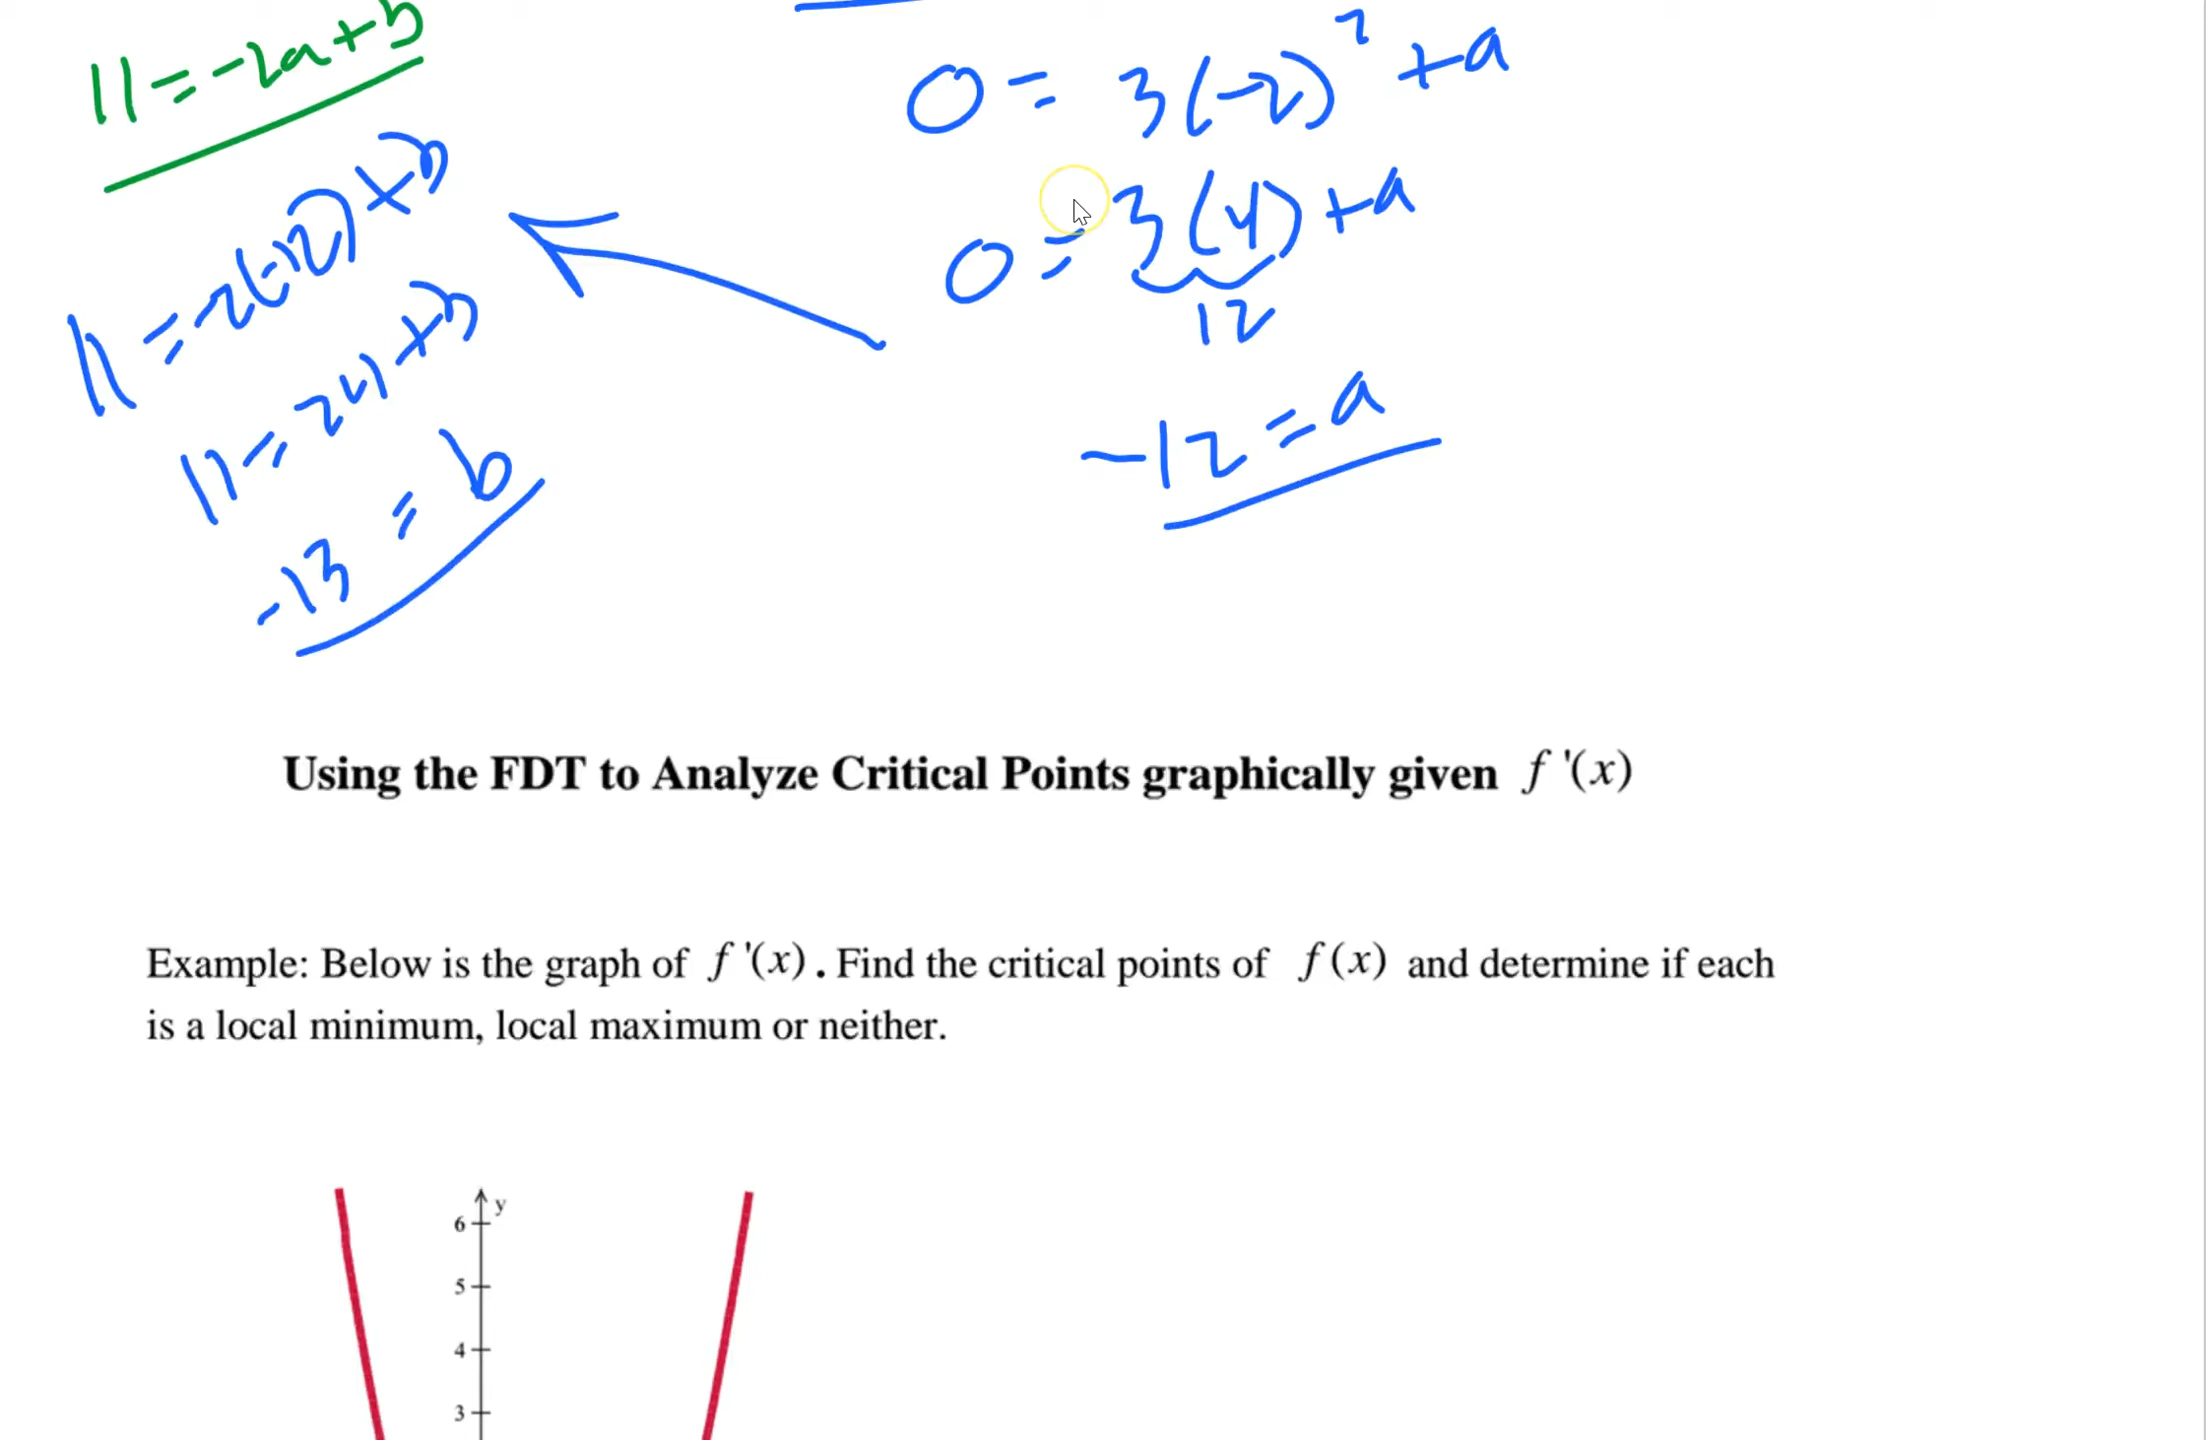 11 = -2a+b
11 = -2(-12)+b
11 = 24+b
-13 = b
0 = 3(-2)² +a
0 = 3(4)+a
12
-12 = a
Using the FDT to Analyze Critical Points graphically given f '(x)
Example: Below is the graph of f '(x). Find the critical points of f(x) and determine if each
is a local minimum, local maximum or neither.
y
6
5
4
3